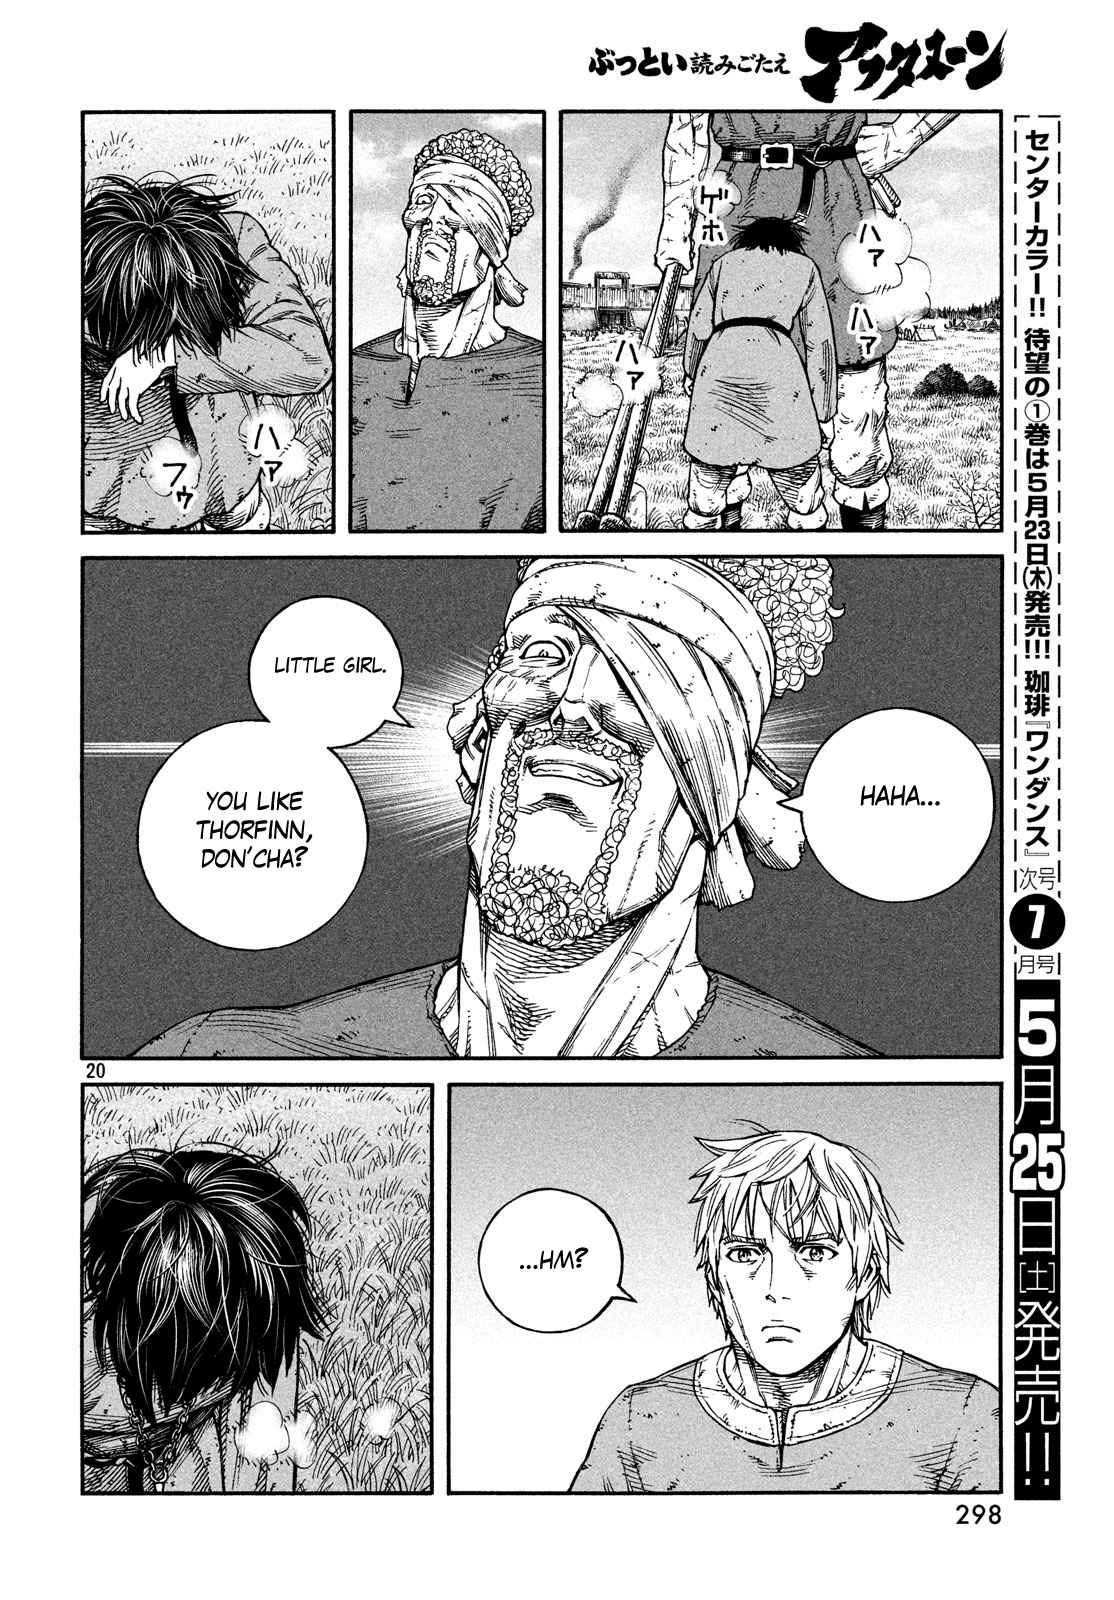 ぶっとい読みごたえ アフタヌーン
ゲホ
ハァ
ハァ
ハァ
ハァ
フゥ
HAHA...
LITTLE GIRL.
YOU LIKE
THORFINN,
DON'CHA?
20
...HM?
298
センターカラー!! 待望の①巻は5月23日(木)発売!!! 珈琲『ワンダンス』
次号7月号
5月25日[土]発売!!